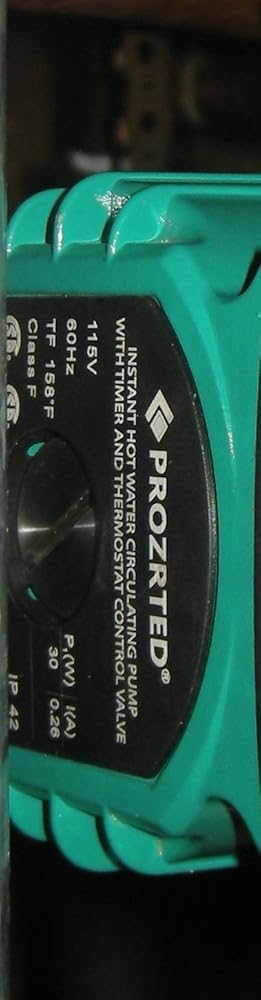 PROZRTED®
INSTANT HOT WATER CIRCULATING PUMP
WITH TIMER AND THERMOSTAT CONTROL VALVE
115V
60Hz
TF 158°F
Class F
P₁(W) I(A)
30 0.26
IP 42